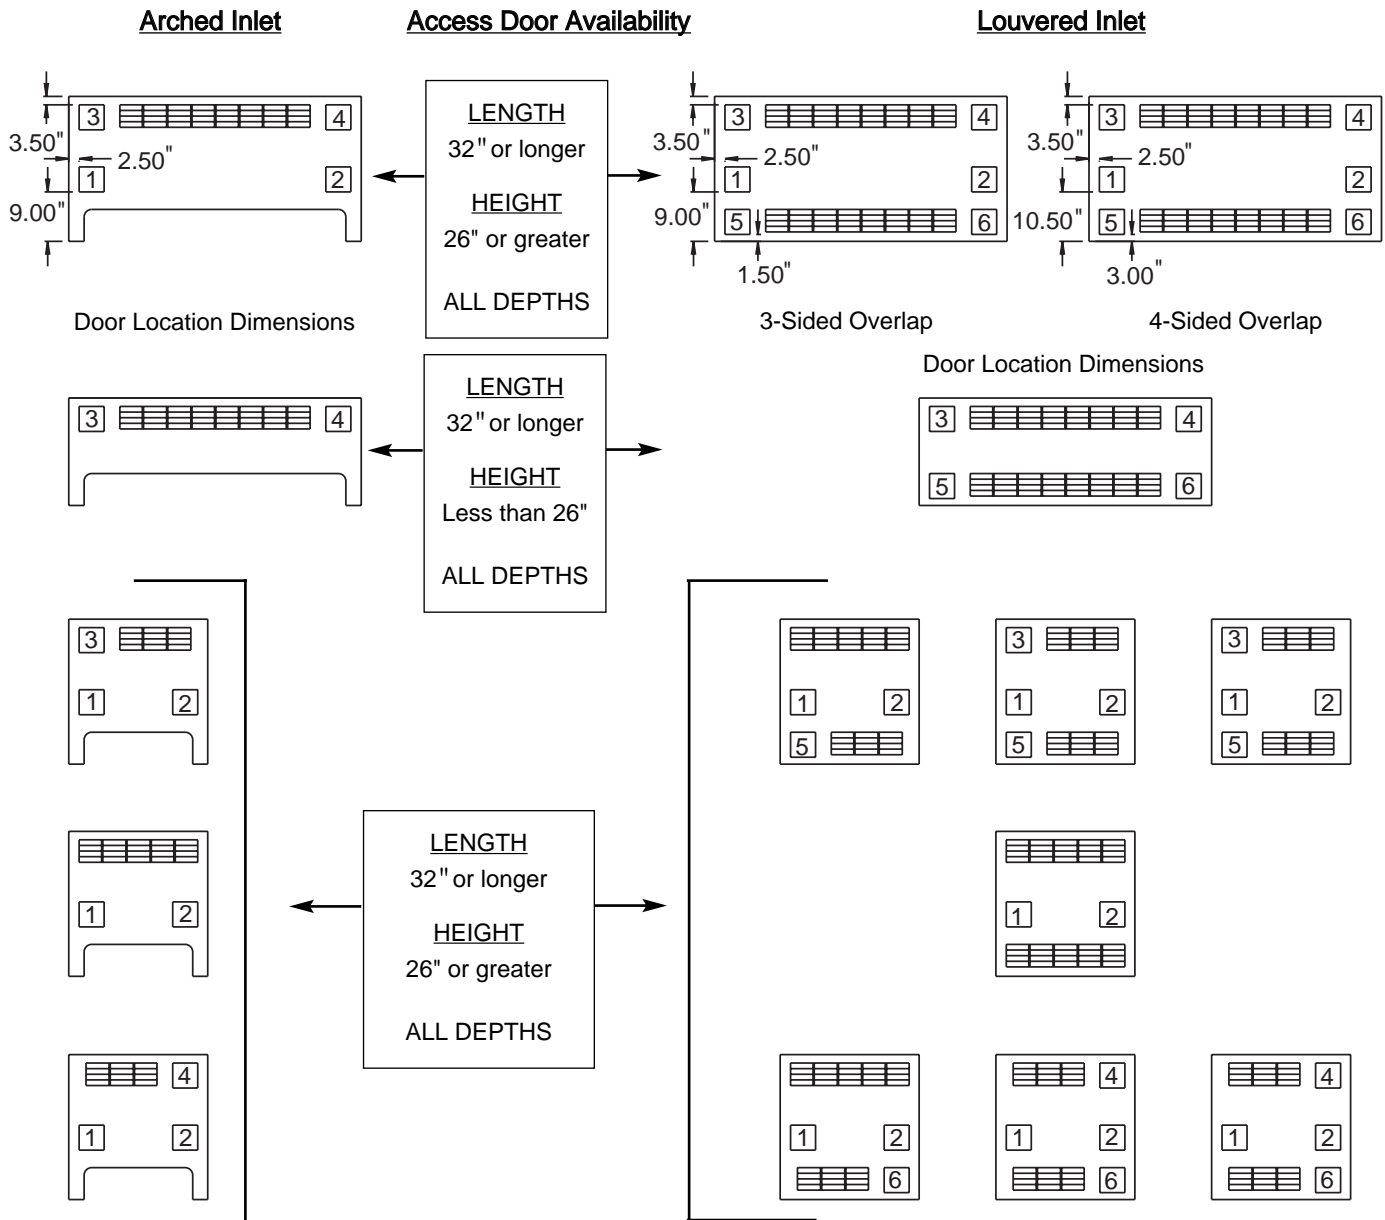 Arched Inlet
Access Door Availability
Louvered Inlet
3 4
3.50" 2.50"
1 2
9.00"
Door Location Dimensions
LENGTH
32" or longer
HEIGHT
26" or greater
ALL DEPTHS
3 4
3.50" 2.50"
1 2
9.00" 5 6
1.50"
3-Sided Overlap
3 4
3.50" 2.50"
1 2
10.50" 5 6
3.00"
4-Sided Overlap
Door Location Dimensions
3 4
LENGTH
32" or longer
HEIGHT
Less than 26"
ALL DEPTHS
3 4
5 6
3
1 2
1 2
5
3
1 2
5
3
1 2
5
1 2
LENGTH
32" or longer
HEIGHT
26" or greater
ALL DEPTHS
1 2
4
1 2
1 2
6
4
1 2
6
4
1 2
6